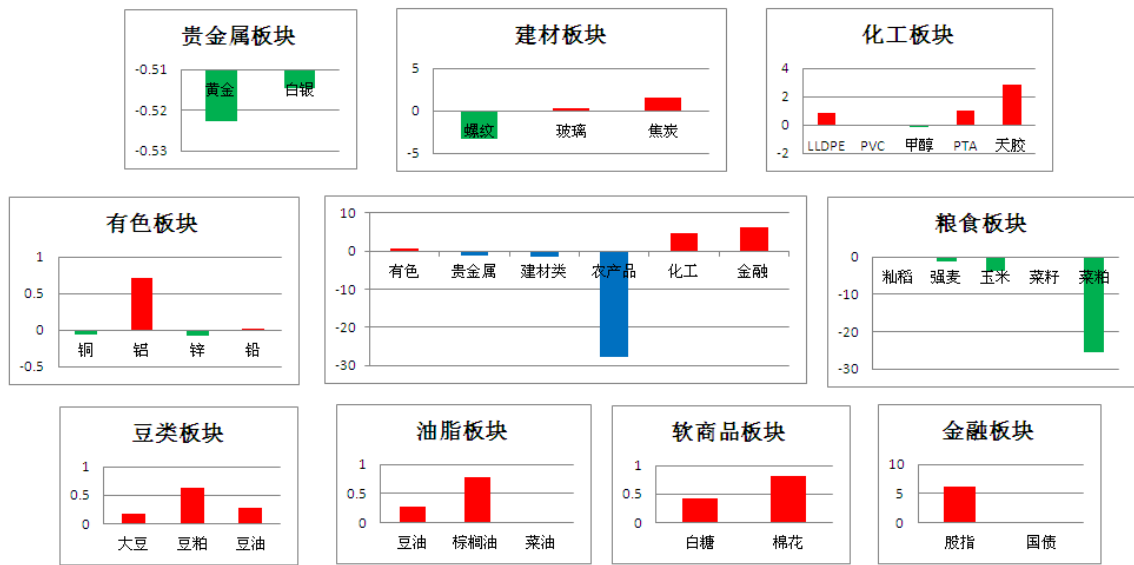 贵金属板块
-0.51
-0.52
-0.53
黄金 白银
建材板块
5
0
-5
螺纹 玻璃 焦炭
化工板块
4
2
0
-2
LLDPE PVC 甲醇 PTA 天胶
有色板块
1
0.5
0
-0.5
铜 铝 锌 铅
10
0
-10
-20
-30
有色 贵金属 建材类 农产品 化工 金融
粮食板块
0
-10
-20
-30
籼稻 强麦 玉米 菜籽 菜粕
豆类板块
1
0.5
0
大豆 豆粕 豆油
油脂板块
1
0.5
0
豆油 棕榈油 菜油
软商品板块
1
0.5
0
白糖 棉花
金融板块
10
5
0
股指 国债